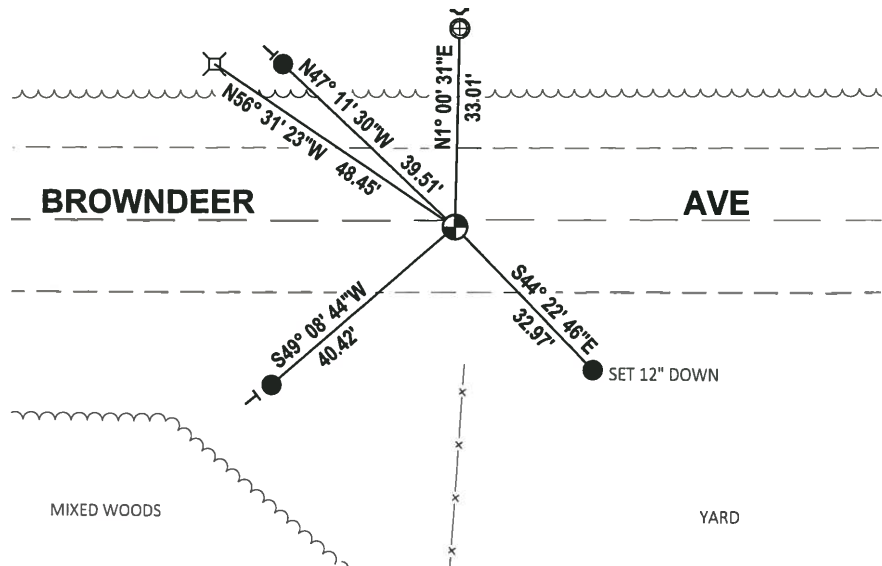 N1° 00' 31"E
33.01'
N47° 11' 30"W 39.51'
N56° 31' 23"W 48.45'
BROWNDEER AVE
S49° 08' 44"W
40.42'
S44° 22' 46"E
32.97'
SET 12" DOWN
MIXED WOODS
YARD